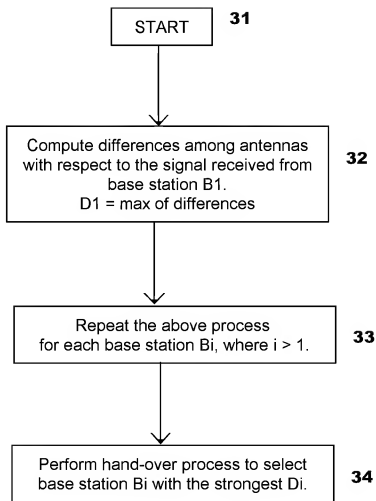 START
31
Compute differences among antennas
with respect to the signal received from
base station B1.
D1 = max of differences
32
Repeat the above process
for each base station Bi, where i > 1.
33
Perform hand-over process to select
base station Bi with the strongest Di.
34